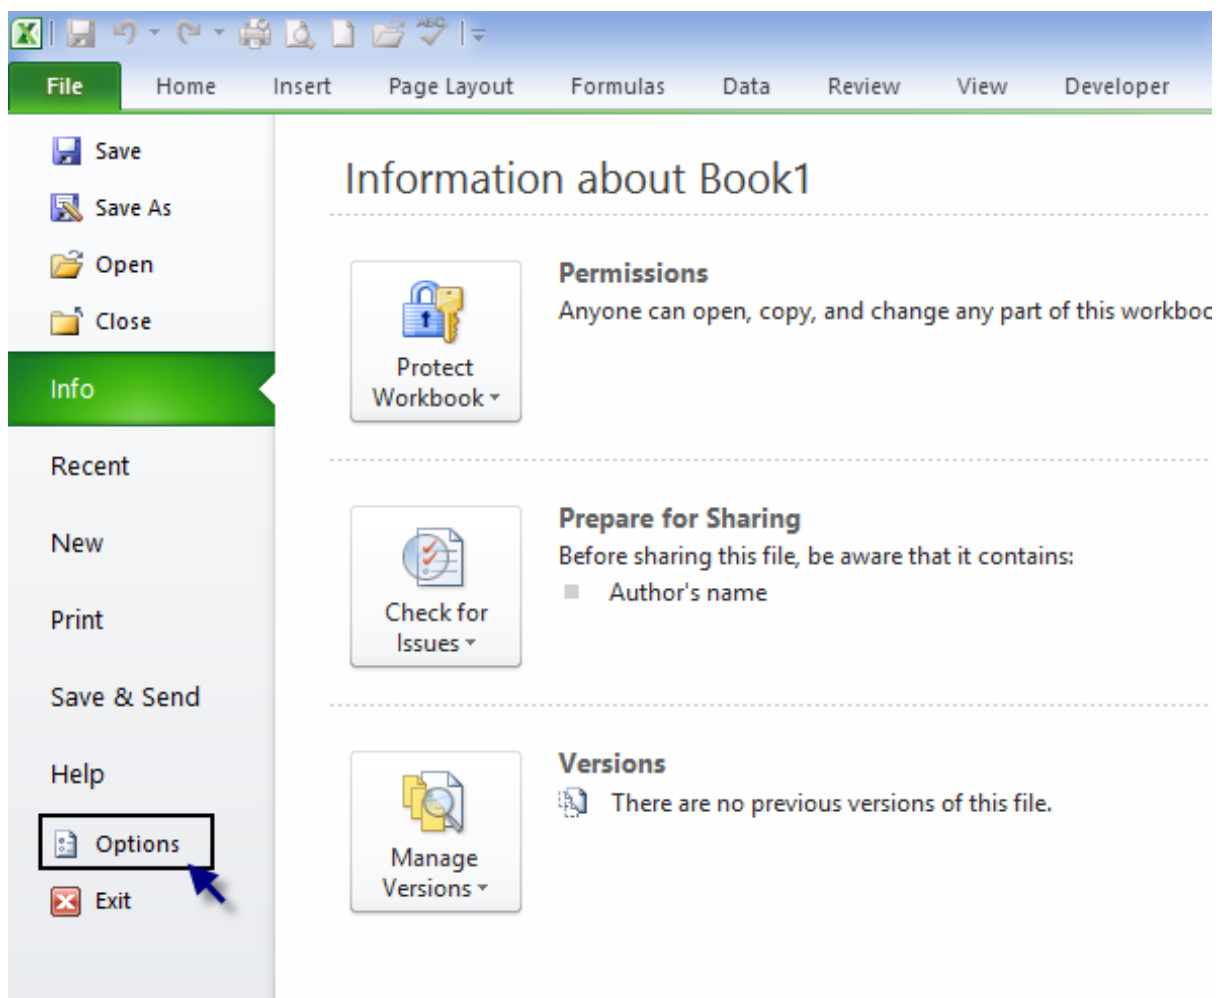 ABC
File Home Insert Page Layout Formulas Data Review View Developer
Save
Save As
Open
Close
Info
Recent
New
Print
Save & Send
Help
Options
Exit
Information about Book1
Protect
Workbook
Permissions
Anyone can open, copy, and change any part of this workboo
Check for
Issues
Prepare for Sharing
Before sharing this file, be aware that it contains:
Author's name
Manage
Versions
Versions
There are no previous versions of this file.